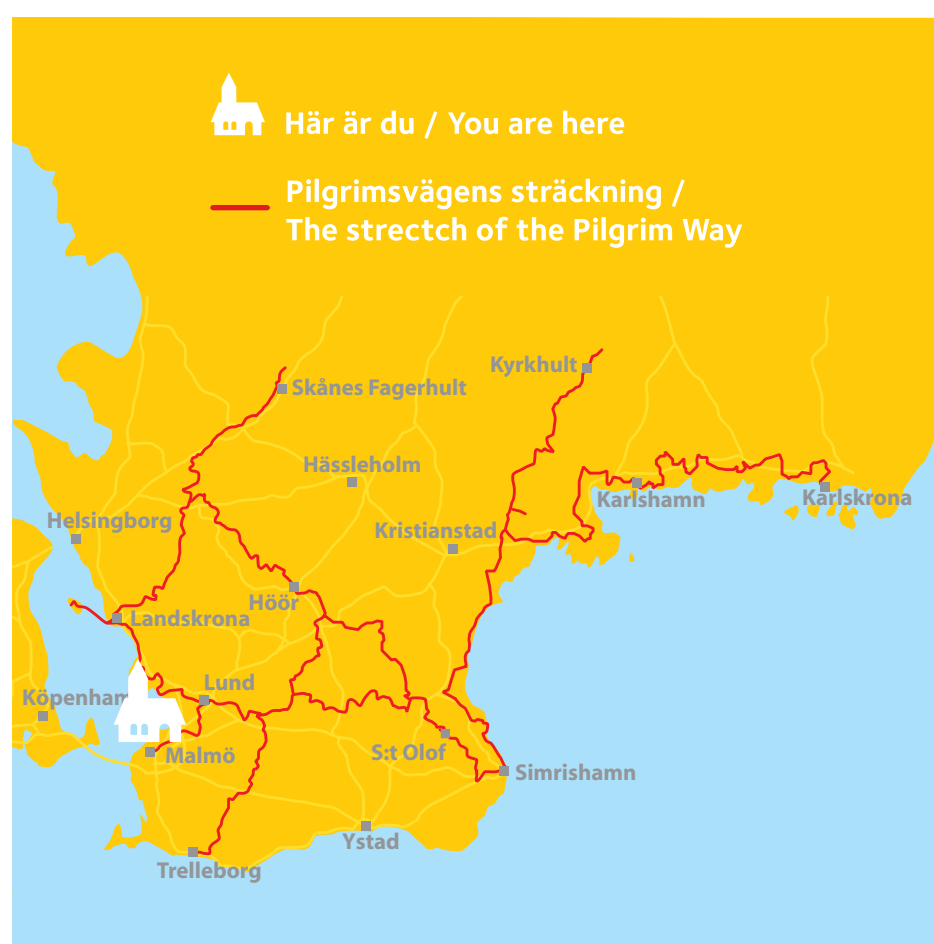 Här är du / You are here
Pilgrimsvägens sträckning /
The strectch of the Pilgrim Way
Kyrkhult
Skånes Fagerhult
Hässleholm
Karlshamn
Karlskrona
Helsingborg
Kristianstad
Höör
Landskrona
Lund
Köpenham
S:t Olof
Malmö
Simrishamn
Ystad
Trelleborg